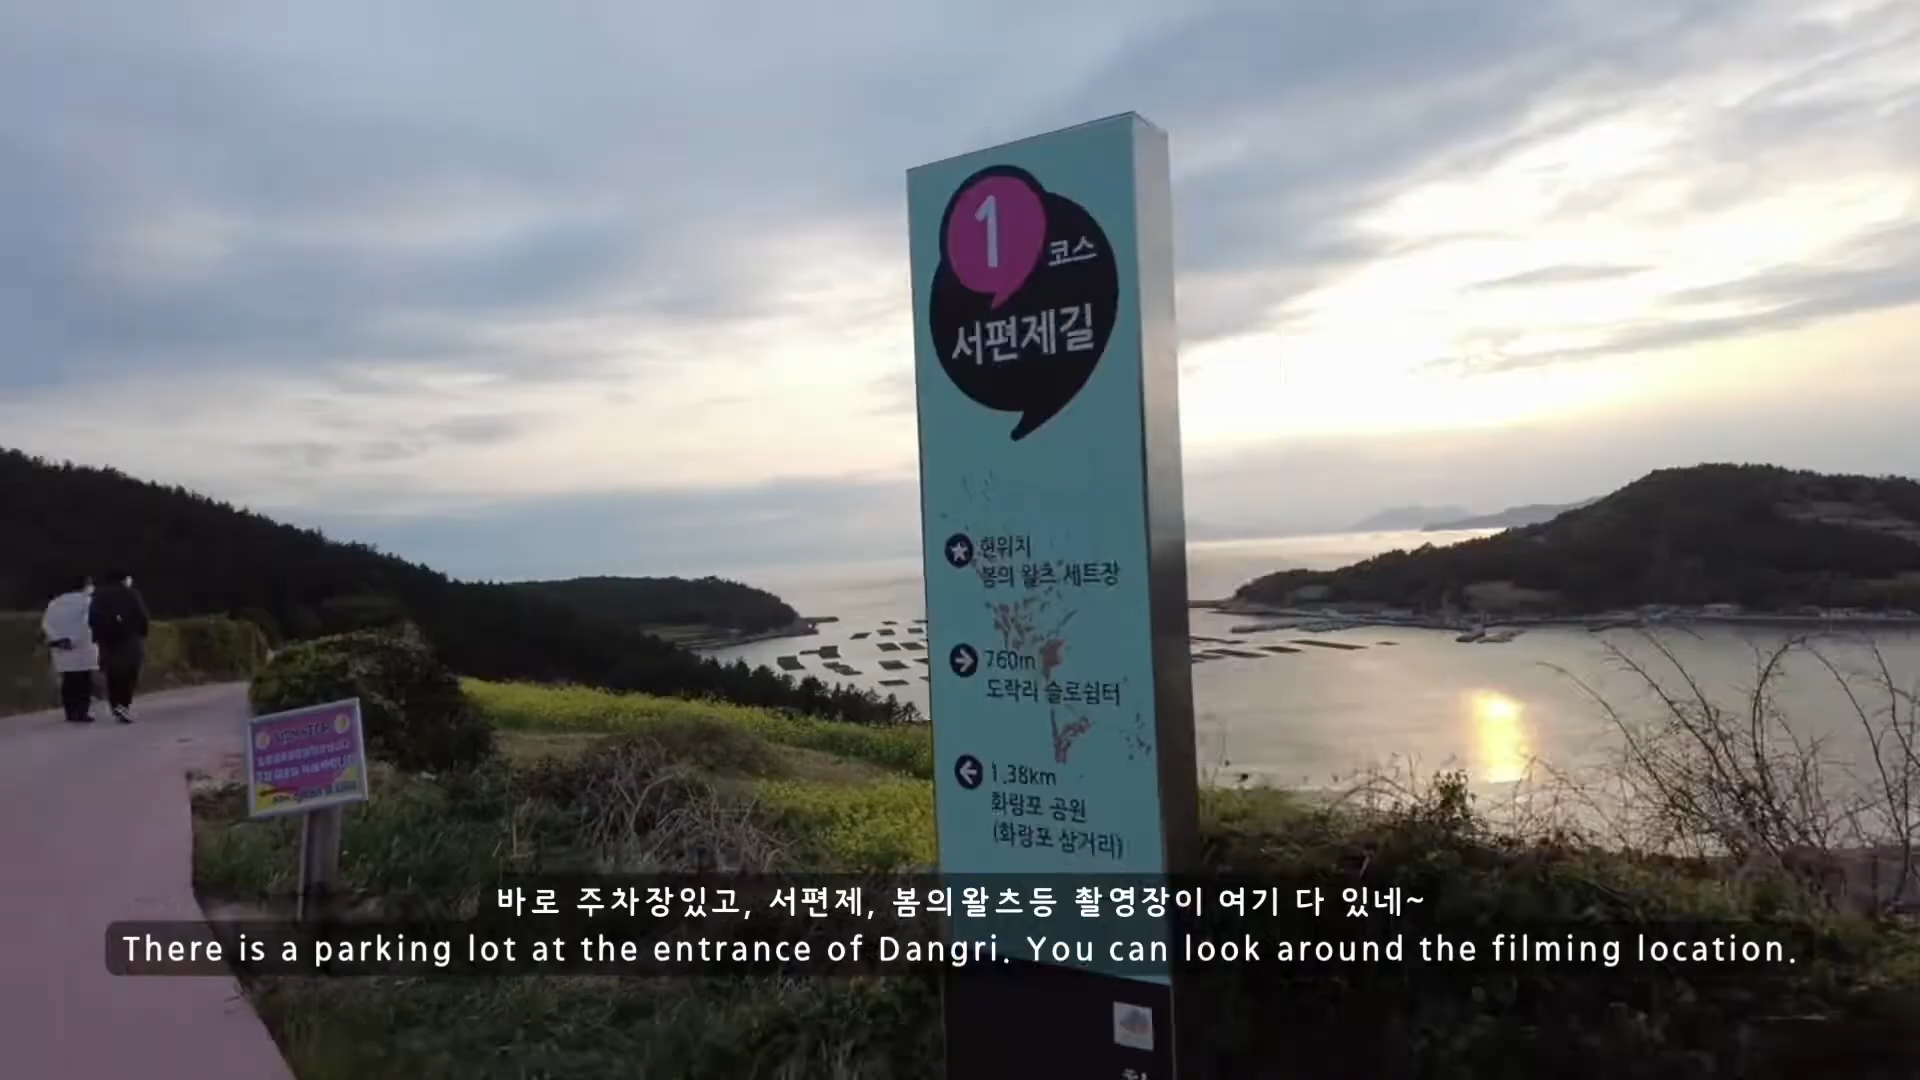 1
코스
서편제길
현위치
봄의 왈츠 세트장
760m
도락리 슬로쉼터
1.38km
화랑포 공원
(화랑포 삼거리)
바로 주차장있고, 서편제, 봄의왈츠등 촬영장이 여기 다 있네~
There is a parking lot at the entrance of Dangri. You can look around the filming location.